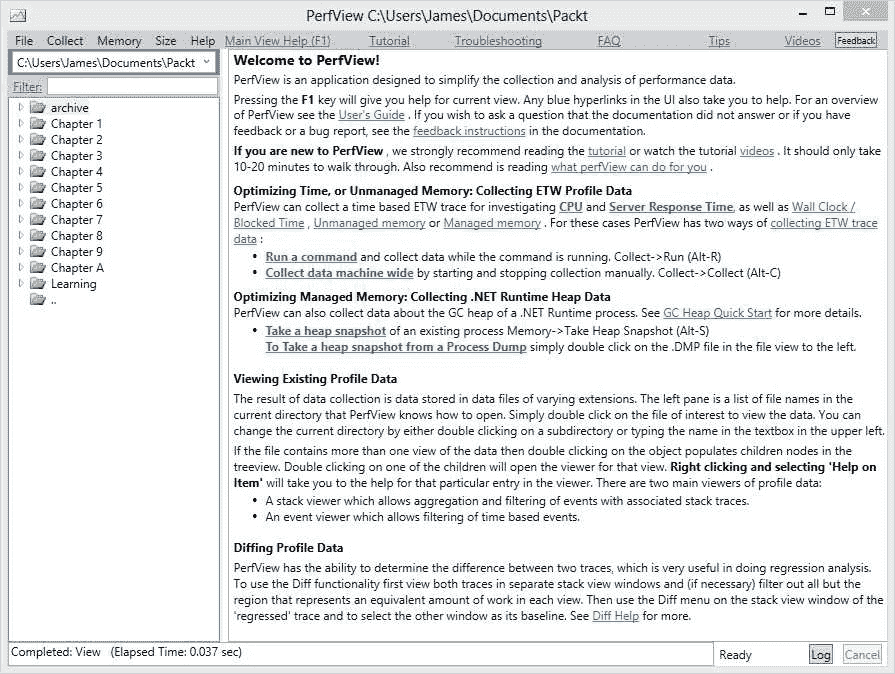 PerfView C:\Users\James\Documents\Packt
File Collect Memory Size Help Main View Help (F1) Tutorial Troubleshooting FAQ Tips Videos Feedback
C:\Users\James\Documents\Packt
Filter:
archive
Chapter 1
Chapter 2
Chapter 3
Chapter 4
Chapter 5
Chapter 6
Chapter 7
Chapter 8
Chapter 9
Chapter A
Learning
..
Welcome to PerfView!
PerfView is an application designed to simplify the collection and analysis of performance data.
Pressing the F1 key will give you help for current view. Any blue hyperlinks in the UI also take you to help. For an overview
of PerfView see the User's Guide . If you wish to ask a question that the documentation did not answer or if you have
feedback or a bug report, see the feedback instructions in the documentation.
If you are new to PerfView , we strongly recommend reading the tutorial or watch the tutorial videos . It should only take
10-20 minutes to walk through. Also recommend is reading what perfView can do for you .
Optimizing Time, or Unmanaged Memory: Collecting ETW Profile Data
PerfView can collect a time based ETW trace for investigating CPU and Server Response Time, as well as Wall Clock /
Blocked Time , Unmanaged memory or Managed memory . For these cases PerfView has two ways of collecting ETW trace
data :
• Run a command and collect data while the command is running. Collect->Run (Alt-R)
• Collect data machine wide by starting and stopping collection manually. Collect->Collect (Alt-C)
Optimizing Managed Memory: Collecting .NET Runtime Heap Data
PerfView can also collect data about the GC heap of a .NET Runtime process. See GC Heap Quick Start for more details.
• Take a heap snapshot of an existing process Memory->Take Heap Snapshot (Alt-S)
To Take a heap snapshot from a Process Dump simply double click on the .DMP file in the file view to the left.
Viewing Existing Profile Data
The result of data collection is data stored in data files of varying extensions. The left pane is a list of file names in the
current directory that PerfView knows how to open. Simply double click on the file of interest to view the data. You can
change the current directory by either double clicking on a subdirectory or typing the name in the textbox in the upper left.
If the file contains more than one view of the data then double clicking on the object populates children nodes in the
treeview. Double clicking on one of the children will open the viewer for that view. Right clicking and selecting 'Help on
Item' will take you to the help for that particular entry in the viewer. There are two main viewers of profile data:
• A stack viewer which allows aggregation and filtering of events with associated stack traces.
• An event viewer which allows filtering of time based events.
Diffing Profile Data
PerfView has the ability to determine the difference between two traces, which is very useful in doing regression analysis.
To use the Diff functionality first view both traces in separate stack view windows and (if necessary) filter out all but the
region that represents an equivalent amount of work in each view. Then use the Diff menu on the stack view window of the
'regressed' trace and to select the other window as its baseline. See Diff Help for more.
Completed: View (Elapsed Time: 0.037 sec)
Ready
Log
Cancel